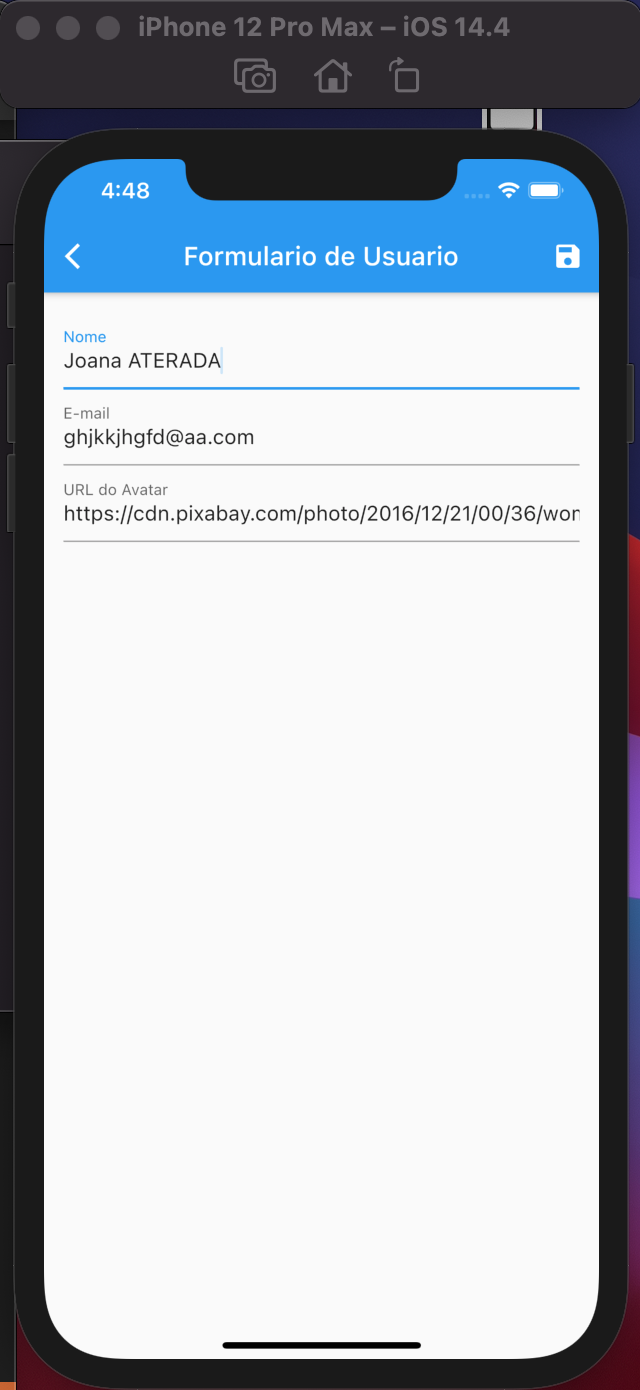 iPhone 12 Pro Max – iOS 14.4
4:48
Formulario de Usuario
Nome
Joana ATERADA
E-mail
ghjkkjhgfd@aa.com
URL do Avatar
https://cdn.pixabay.com/photo/2016/12/21/00/36/wom